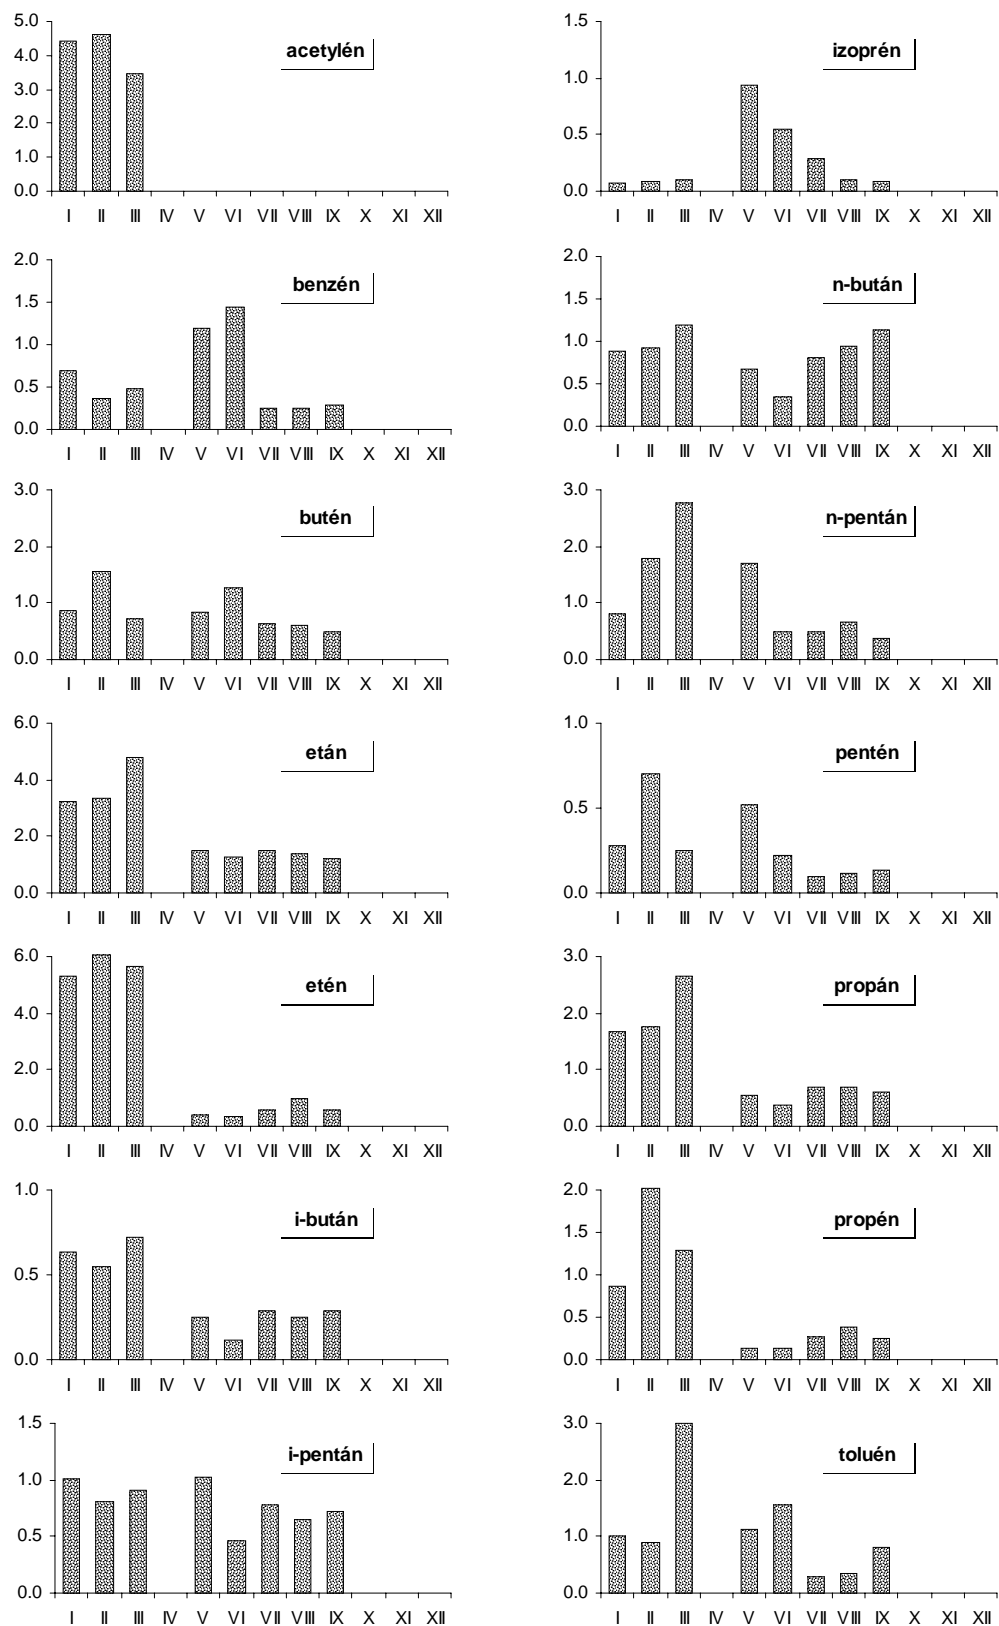 acetylén
5.0
4.0
3.0
2.0
1.0
0.0
I II III IV V VI VII VIII IX X XI XII
izoprén
1.5
1.0
0.5
0.0
I II III IV V VI VII VIII IX X XI XII
benzén
2.0
1.5
1.0
0.5
0.0
I II III IV V VI VII VIII IX X XI XII
n-bután
2.0
1.5
1.0
0.5
0.0
I II III IV V VI VII VIII IX X XI XII
butén
3.0
2.0
1.0
0.0
I II III IV V VI VII VIII IX X XI XII
n-pentán
3.0
2.0
1.0
0.0
I II III IV V VI VII VIII IX X XI XII
etán
6.0
4.0
2.0
0.0
I II III IV V VI VII VIII IX X XI XII
pentén
1.0
0.5
0.0
I II III IV V VI VII VIII IX X XI XII
etén
6.0
4.0
2.0
0.0
I II III IV V VI VII VIII IX X XI XII
propán
3.0
2.0
1.0
0.0
I II III IV V VI VII VIII IX X XI XII
i-bután
1.0
0.5
0.0
I II III IV V VI VII VIII IX X XI XII
propén
2.0
1.5
1.0
0.5
0.0
I II III IV V VI VII VIII IX X XI XII
i-pentán
1.5
1.0
0.5
0.0
I II III IV V VI VII VIII IX X XI XII
toluén
3.0
2.0
1.0
0.0
I II III IV V VI VII VIII IX X XI XII